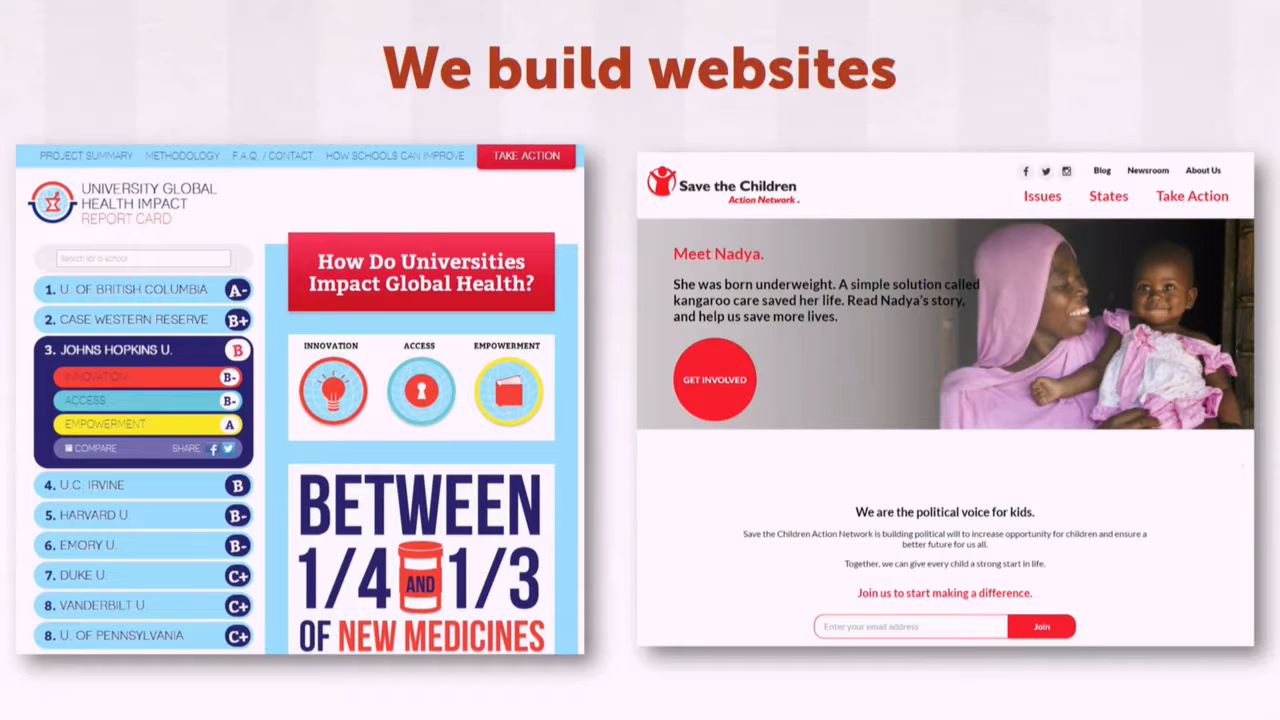 We build websites
PROJECT SUMMARY METHODOLOGY F.A.Q. / CONTACT HOW SCHOOLS CAN IMPROVE TAKE ACTION
UNIVERSITY GLOBAL
HEALTH IMPACT
REPORT CARD
Search for a school
1. U. OF BRITISH COLUMBIA A-
2. CASE WESTERN RESERVE B+
3. JOHNS HOPKINS U. B
INNOVATION B-
ACCESS B-
EMPOWERMENT A
COMPARE SHARE
4. U.C. IRVINE B
5. HARVARD U. B-
6. EMORY U. B-
7. DUKE U. C+
8. VANDERBILT U. C+
8. U. OF PENNSYLVANIA C+
How Do Universities
Impact Global Health?
INNOVATION ACCESS EMPOWERMENT
BETWEEN
1/4 AND 1/3
OF NEW MEDICINES
Save the Children
Action Network
Blog Newsroom About Us
Issues States Take Action
Meet Nadya.
She was born underweight. A simple solution called
kangaroo care saved her life. Read Nadya's story,
and help us save more lives.
GET INVOLVED
We are the political voice for kids.
Save the Children Action Network is building political will to increase opportunity for children and ensure a
better future for us all.
Together, we can give every child a strong start in life.
Join us to start making a difference.
Enter your email address Join